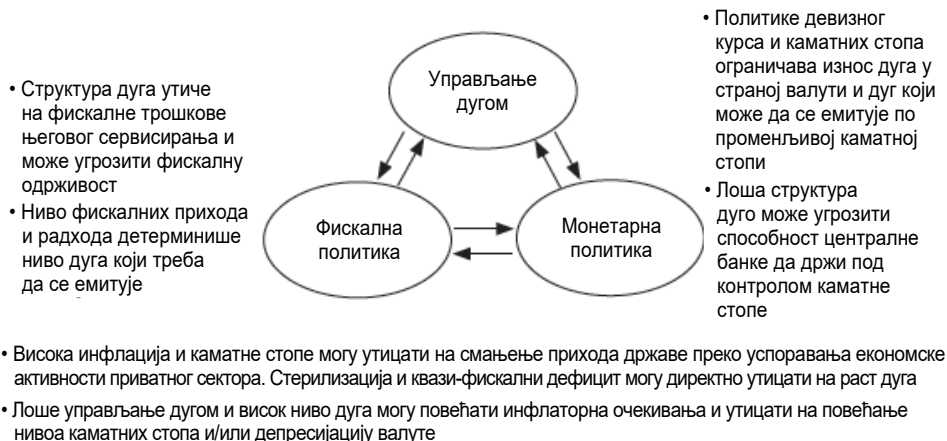 • Структура дуга утиче
на фискалне трошкове
његовог сервисирања и
може угрозити фискалну
одрживост
• Ниво фискалних прихода
и радхода детерминише
ниво дуга који треба
да се емитује
Управљање
дугом
Фискална
политика
Монетарна
политика
• Политике девизног
курса и каматних стопа
ограничава износ дуга у
страној валути и дуг који
може да се емитује по
променљивој каматној
стопи
• Лоша структура
дуго може угрозити
способност централне
банке да држи под
контролом каматне
стопе
• Висока инфлација и каматне стопе могу утицати на смањење прихода државе преко успоравања економске
активности приватног сектора. Стерилизација и квази-фискални дефицит могу директно утицати на раст дуга
• Лоше управљање дугом и висок ниво дуга могу повећати инфлаторна очекивања и утицати на повећање
нивоа каматних стопа и/или депресијацију валуте